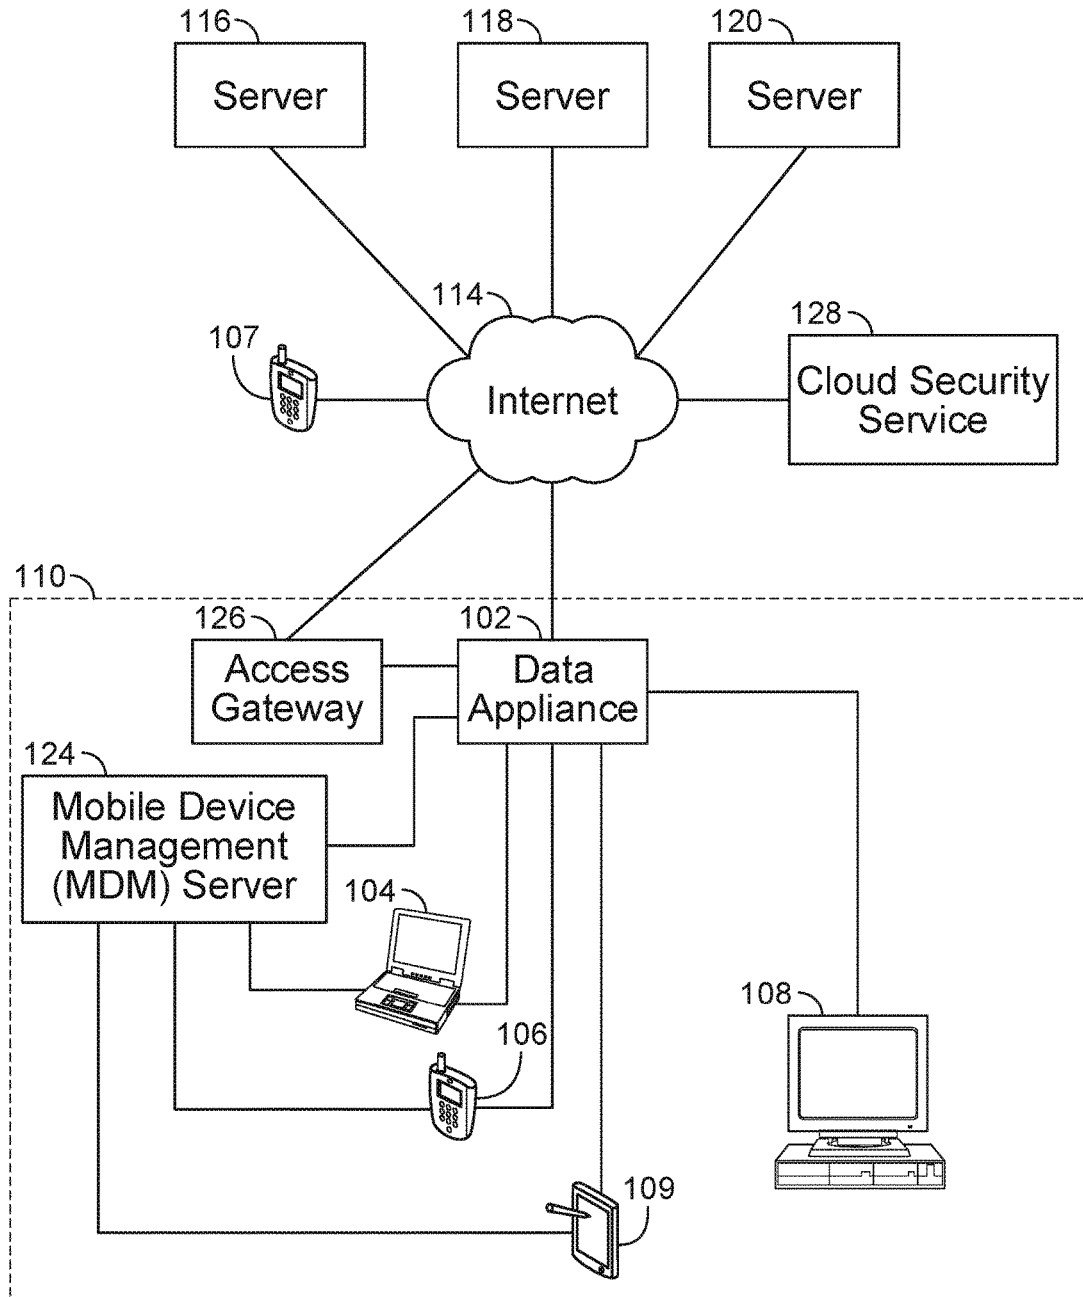 116
118
120
Server
Server
Server
114
107
Internet
128
Cloud Security
Service
110
126
102
Access
Gateway
Data
Appliance
124
Mobile Device
Management
(MDM) Server
104
106
108
109